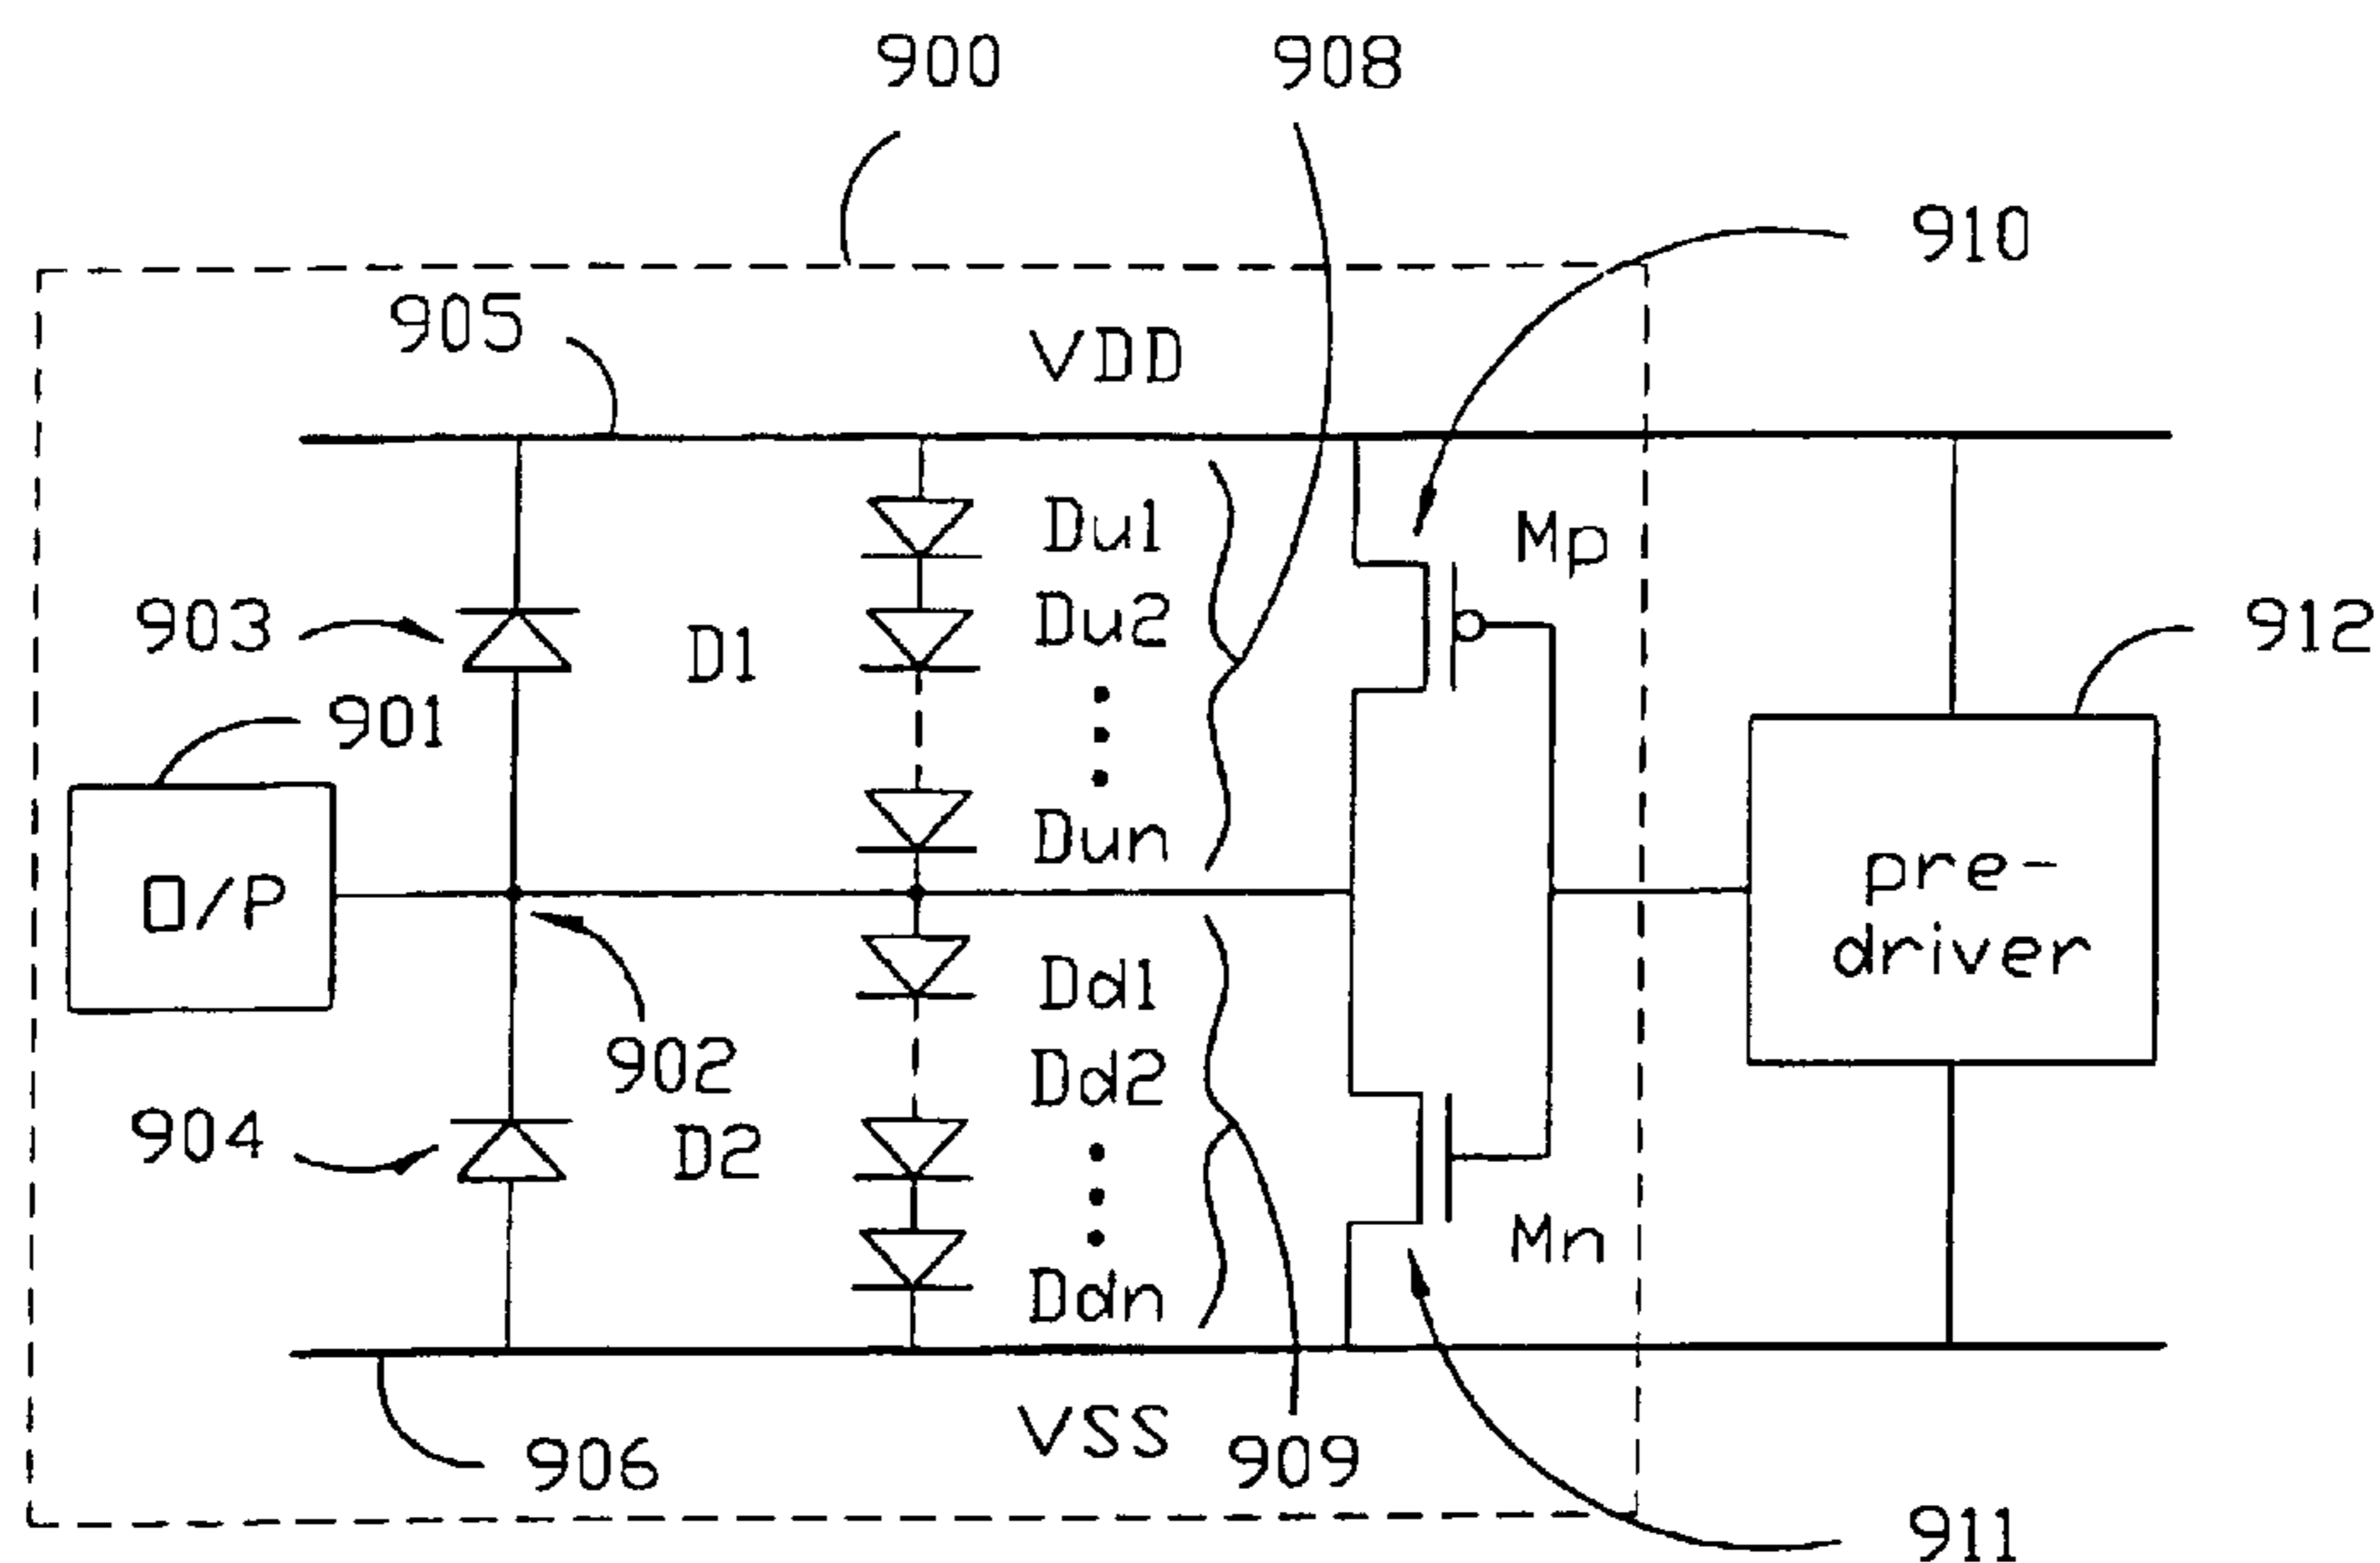 900
908
910
905
VDD
Du1
Mp
903
Du2
D1
912
901
Dun
O/P
pre-
driver
Dd1
902
Dd2
904
D2
Mn
Ddn
VSS
906
909
911